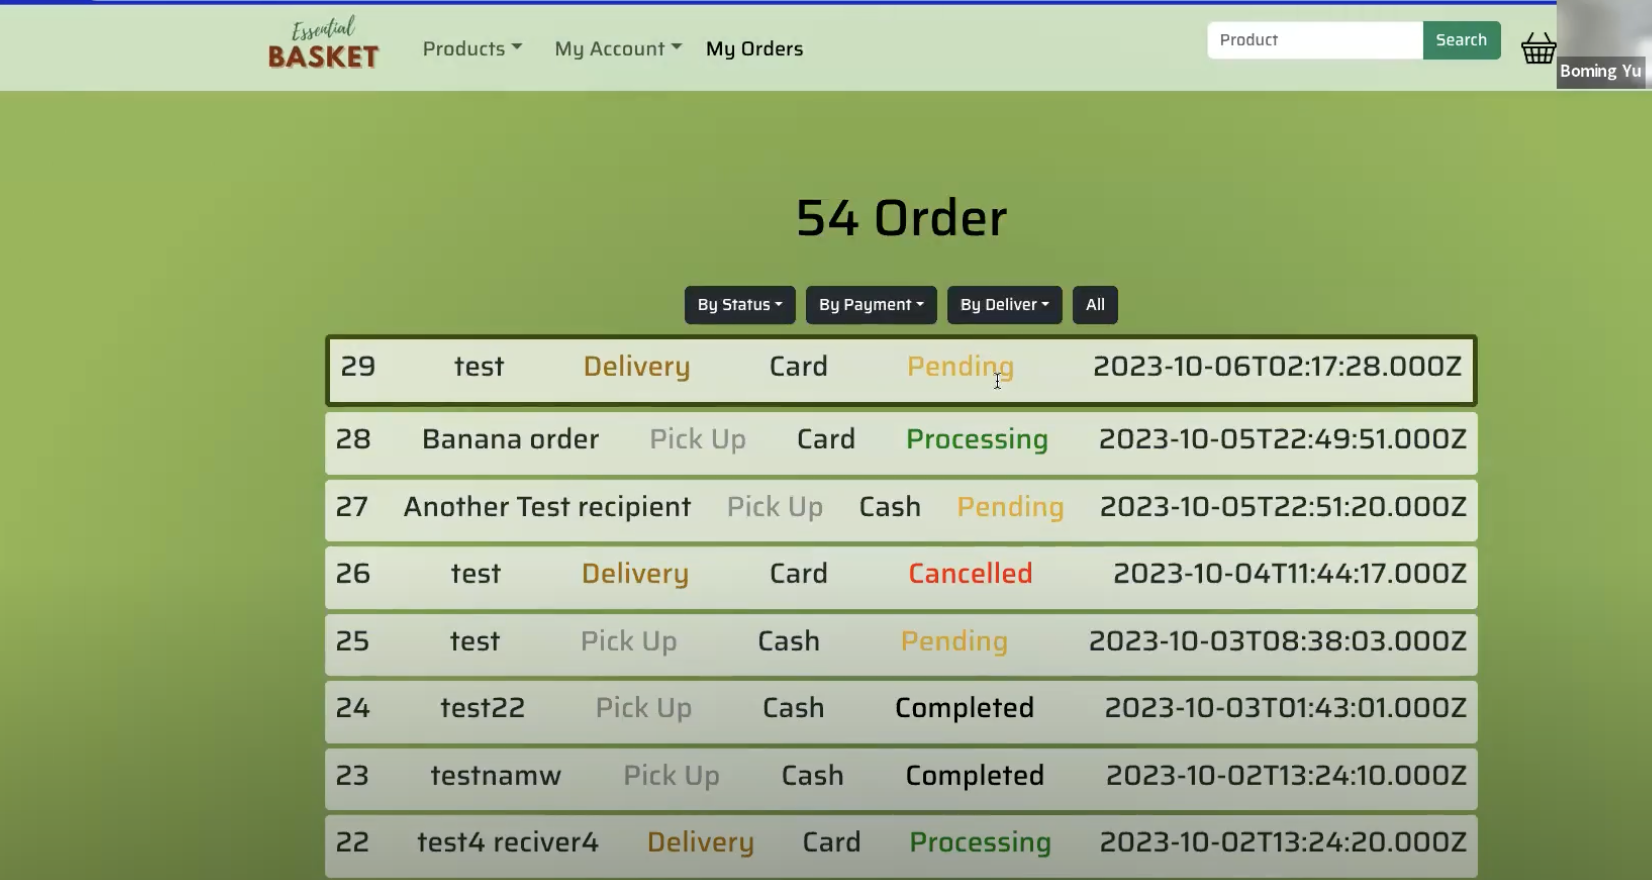 Essential
BASKET
Products
My Account
My Orders
Product
Search
Boming Yu
54 Order
By Status
By Payment
By Deliver
All
29 test Delivery Card Pending 2023-10-06T02:17:28.000Z
28 Banana order Pick Up Card Processing 2023-10-05T22:49:51.000Z
27 Another Test recipient Pick Up Cash Pending 2023-10-05T22:51:20.000Z
26 test Delivery Card Cancelled 2023-10-04T11:44:17.000Z
25 test Pick Up Cash Pending 2023-10-03T08:38:03.000Z
24 test22 Pick Up Cash Completed 2023-10-03T01:43:01.000Z
23 testnamw Pick Up Cash Completed 2023-10-02T13:24:10.000Z
22 test4 reciver4 Delivery Card Processing 2023-10-02T13:24:20.000Z